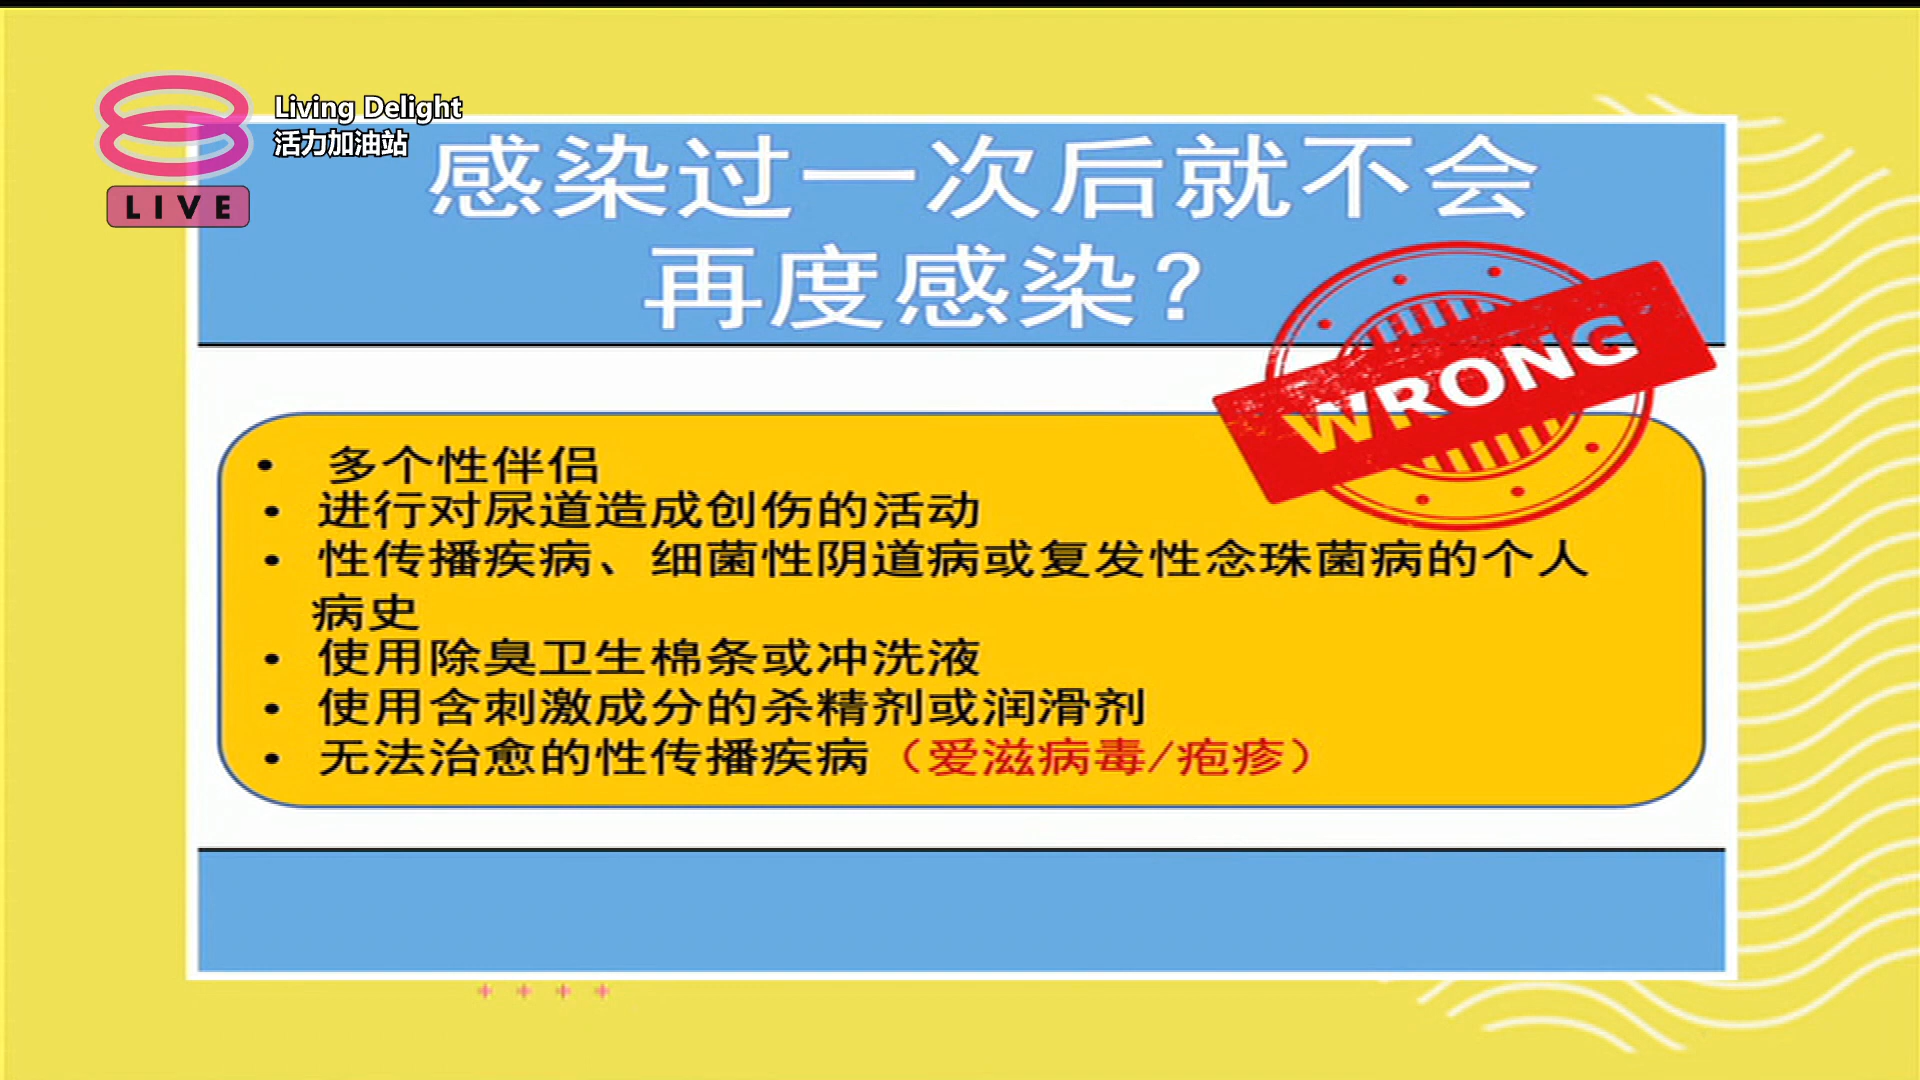 Living Delight
活力加油站
LIVE
感染过一次后就不会
再度感染？
WRONG
• 多个性伴侣
• 进行对尿道造成创伤的活动
• 性传播疾病、细菌性阴道病或复发性念珠菌病的个人
病史
• 使用除臭卫生棉条或冲洗液
• 使用含刺激成分的杀精剂或润滑剂
• 无法治愈的性传播疾病（爱滋病毒/疱疹）